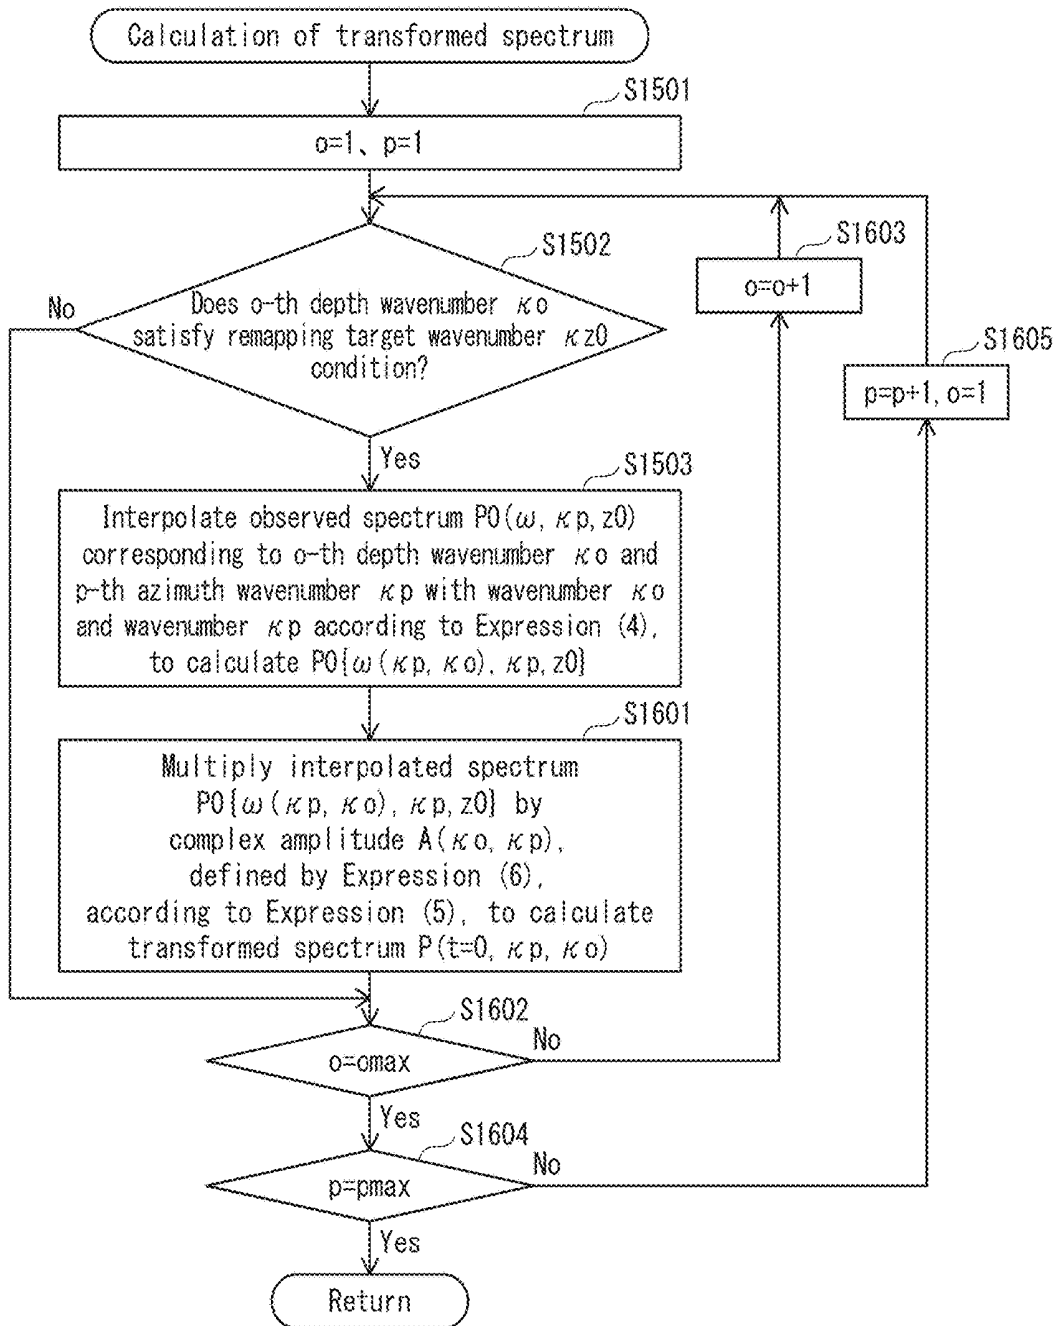 Calculation of transformed spectrum
S1501
o=1、p=1
S1502
S1603
o=o+1
No
Does o-th depth wavenumber κo
satisfy remapping target wavenumber κz0
condition?
S1605
p=p+1, o=1
Yes
S1503
Interpolate observed spectrum P0(ω, κp, z0)
corresponding to o-th depth wavenumber κo and
p-th azimuth wavenumber κp with wavenumber κo
and wavenumber κp according to Expression (4),
to calculate P0{ω(κp, κo), κp, z0}
S1601
Multiply interpolated spectrum
P0{ω(κp, κo), κp, z0} by
complex amplitude A(κo, κp),
defined by Expression (6),
according to Expression (5), to calculate
transformed spectrum P(t=0, κp, κo)
S1602
o=omax
No
Yes
S1604
p=pmax
No
Yes
Return